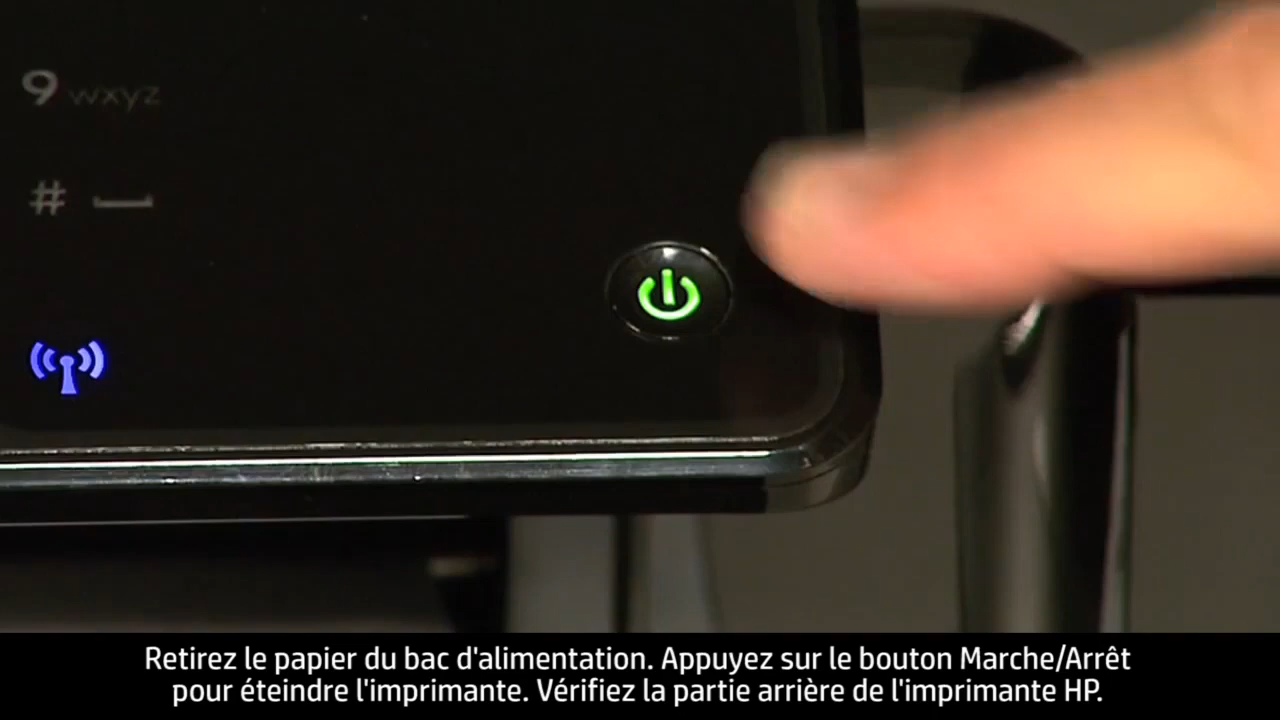 9 wxyz
#
Retirez le papier du bac d'alimentation. Appuyez sur le bouton Marche/Arrêt
pour éteindre l'imprimante. Vérifiez la partie arrière de l'imprimante HP.